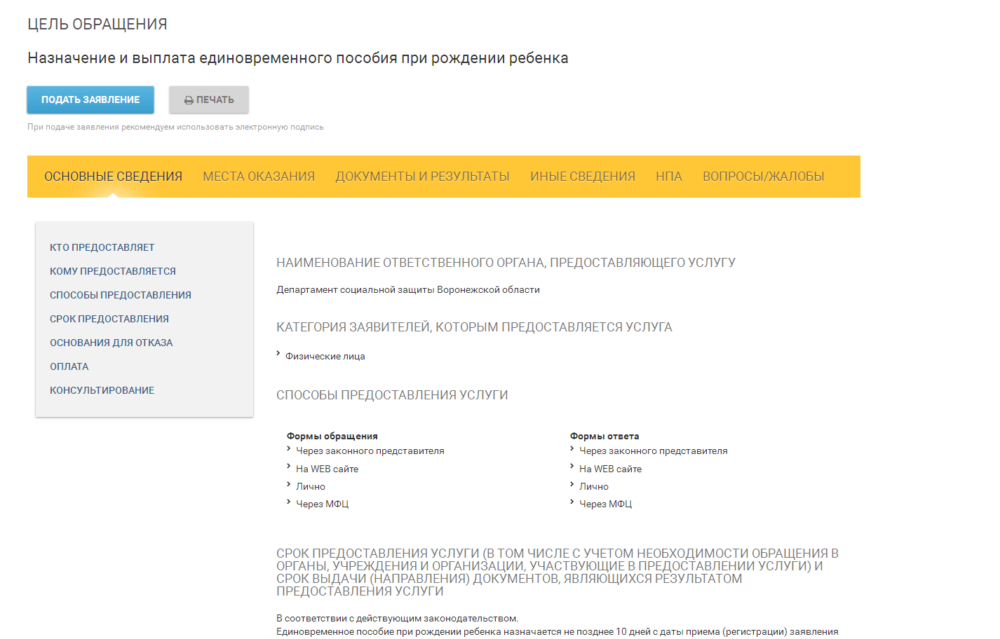 ЦЕЛЬ ОБРАЩЕНИЯ
Назначение и выплата единовременного пособия при рождении ребенка
ПОДАТЬ ЗАЯВЛЕНИЕ ПЕЧАТЬ
При подаче заявления рекомендуем использовать электронную подпись
ОСНОВНЫЕ СВЕДЕНИЯ МЕСТА ОКАЗАНИЯ ДОКУМЕНТЫ И РЕЗУЛЬТАТЫ ИНЫЕ СВЕДЕНИЯ НПА ВОПРОСЫ/ЖАЛОБЫ
КТО ПРЕДОСТАВЛЯЕТ
КОМУ ПРЕДОСТАВЛЯЕТСЯ
СПОСОБЫ ПРЕДОСТАВЛЕНИЯ
СРОК ПРЕДОСТАВЛЕНИЯ
ОСНОВАНИЯ ДЛЯ ОТКАЗА
ОПЛАТА
КОНСУЛЬТИРОВАНИЕ
НАИМЕНОВАНИЕ ОТВЕТСТВЕННОГО ОРГАНА, ПРЕДОСТАВЛЯЮЩЕГО УСЛУГУ
Департамент социальной защиты Воронежской области
КАТЕГОРИЯ ЗАЯВИТЕЛЕЙ, КОТОРЫМ ПРЕДОСТАВЛЯЕТСЯ УСЛУГА
Физические лица
СПОСОБЫ ПРЕДОСТАВЛЕНИЯ УСЛУГИ
Формы обращения
Через законного представителя
На WEB сайте
Лично
Через МФЦ
Формы ответа
Через законного представителя
На WEB сайте
Лично
Через МФЦ
СРОК ПРЕДОСТАВЛЕНИЯ УСЛУГИ (В ТОМ ЧИСЛЕ С УЧЕТОМ НЕОБХОДИМОСТИ ОБРАЩЕНИЯ В
ОРГАНЫ, УЧРЕЖДЕНИЯ И ОРГАНИЗАЦИИ, УЧАСТВУЮЩИЕ В ПРЕДОСТАВЛЕНИИ УСЛУГИ) И
СРОК ВЫДАЧИ (НАПРАВЛЕНИЯ) ДОКУМЕНТОВ, ЯВЛЯЮЩИХСЯ РЕЗУЛЬТАТОМ
ПРЕДОСТАВЛЕНИЯ УСЛУГИ
В соответствии с действующим законодательством.
Единовременное пособие при рождении ребенка назначается не позднее 10 дней с даты приема (регистрации) заявления